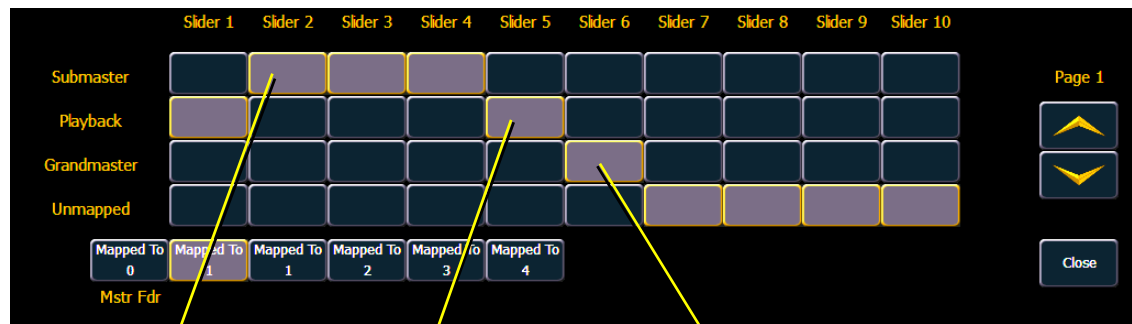 Slider 1 Slider 2 Slider 3 Slider 4 Slider 5 Slider 6 Slider 7 Slider 8 Slider 9 Slider 10
Submaster
Page 1
Playback
Grandmaster
Unmapped
Mapped To Mapped To Mapped To Mapped To Mapped To Mapped To
0 1 1 2 3 4
Close
Mstr Fdr